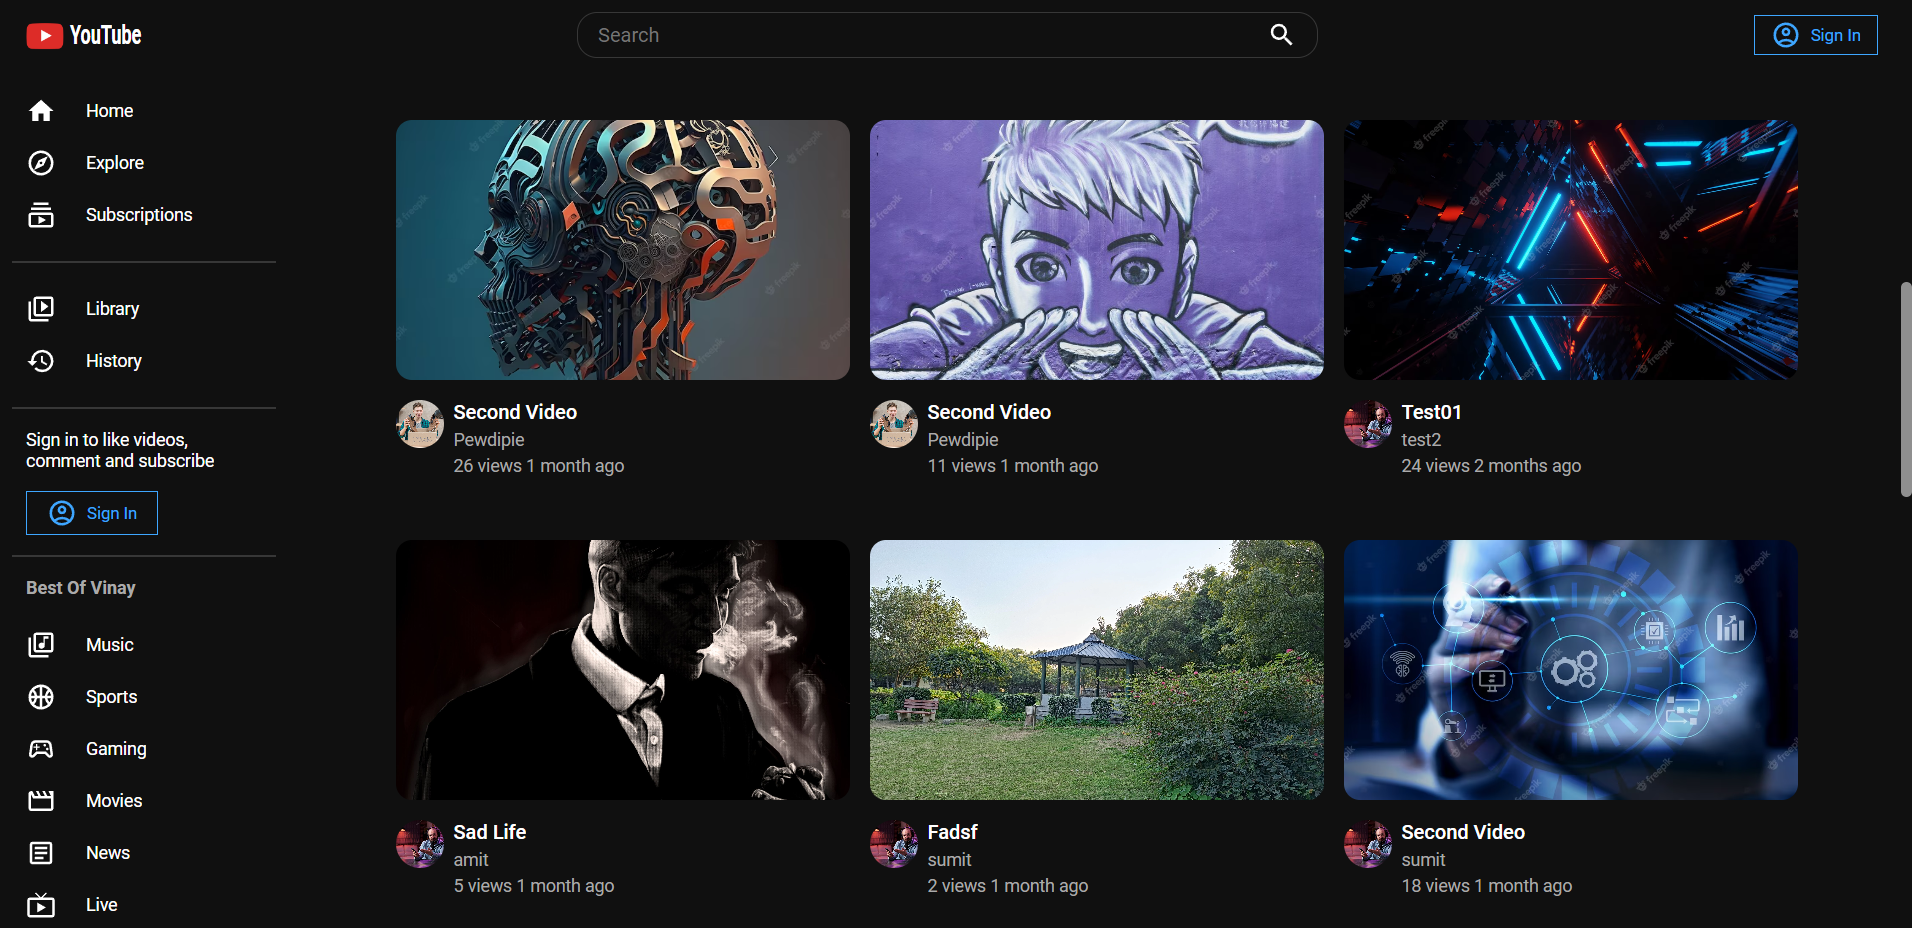 YouTube
Search
Sign In
Home
Explore
Subscriptions
Library
History
Sign in to like videos,
comment and subscribe
Sign In
Best Of Vinay
Music
Sports
Gaming
Movies
News
Live
Second Video
Pewdipie
26 views 1 month ago
Second Video
Pewdipie
11 views 1 month ago
Test01
test2
24 views 2 months ago
Sad Life
amit
5 views 1 month ago
Fadsf
sumit
2 views 1 month ago
Second Video
sumit
18 views 1 month ago
freepik